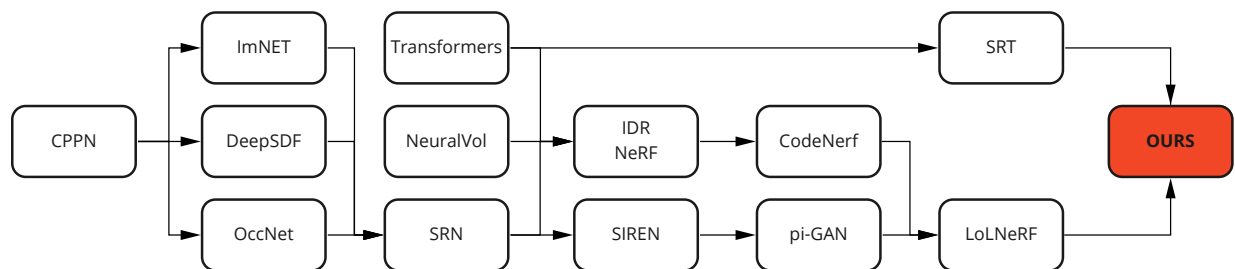 ImNET
Transformers
SRT
CPPN
DeepSDF
NeuralVol
IDR
NeRF
CodeNerf
OURS
OccNet
SRN
SIREN
pi-GAN
LoLNeRF